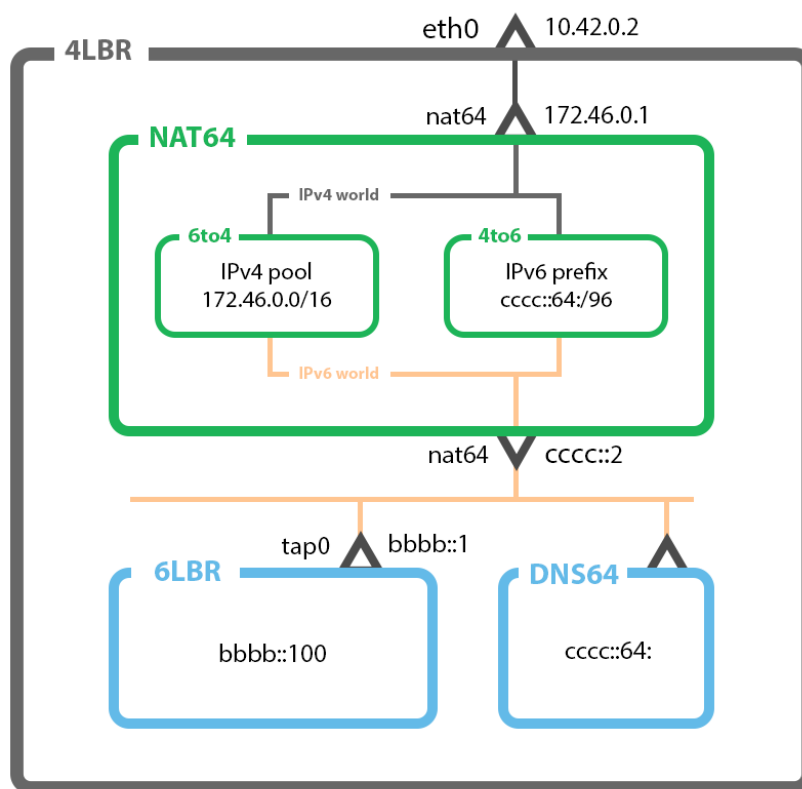 eth0 10.42.0.2
4LBR
nat64 172.46.0.1
NAT64
IPv4 world
6to4 4to6
IPv4 pool IPv6 prefix
172.46.0.0/16 cccc::64:/96
IPv6 world
nat64 cccc::2
tap0 bbbb::1
6LBR DNS64
bbbb::100 cccc::64: